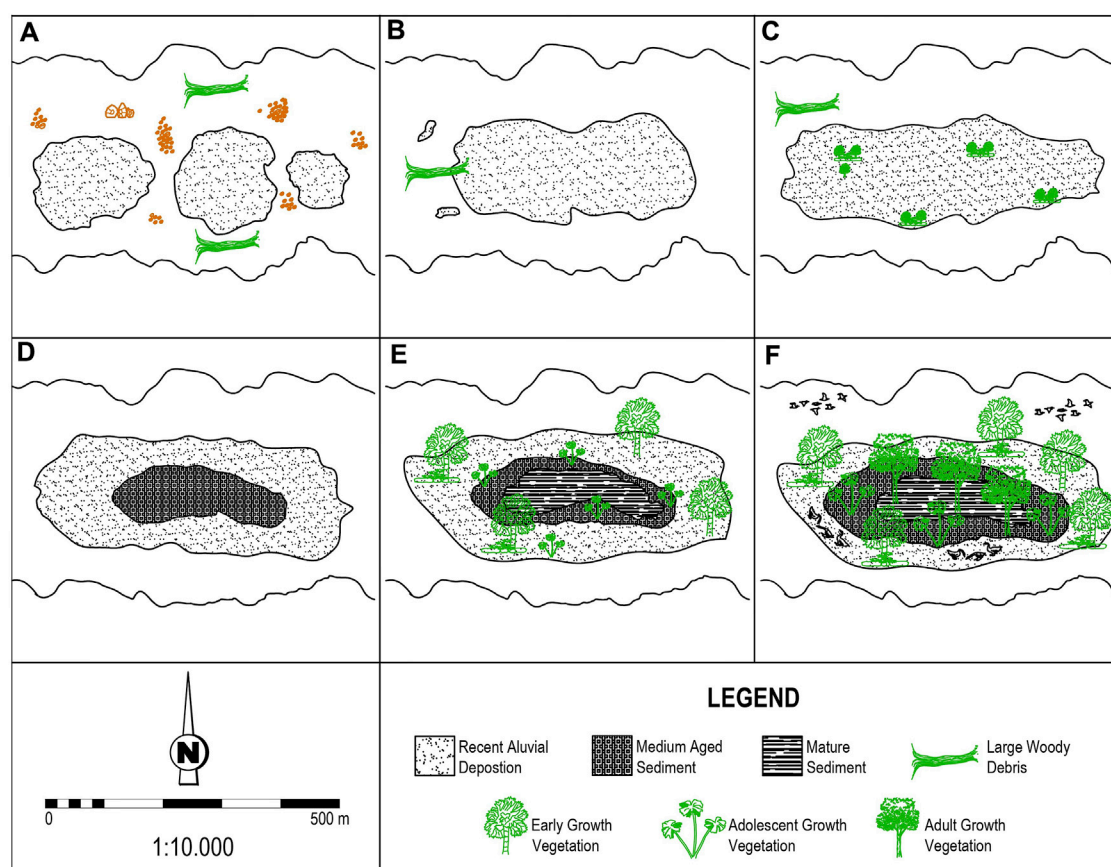 A
B
C
D
E
F
N
0
500 m
1:10.000
LEGEND
Recent Aluvial
Depostion
Medium Aged
Sediment
Mature
Sediment
Large Woody
Debris
Early Growth
Vegetation
Adolescent Growth
Vegetation
Adult Growth
Vegetation